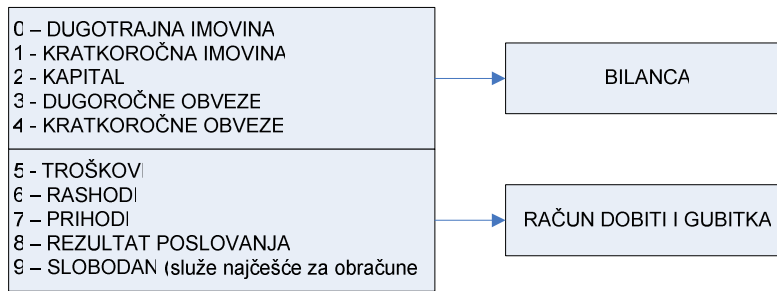 0 – DUGOTRAJNA IMOVINA
1 - KRATKOROČNA IMOVINA
2 - KAPITAL
3 - DUGOROČNE OBVEZE
4 - KRATKOROČNE OBVEZE
BILANCA
5 - TROŠKOVI
6 - RASHODI
7 – PRIHODI
8 – REZULTAT POSLOVANJA
9 – SLOBODAN (služe najčešće za obračune
RAČUN DOBITI I GUBITKA